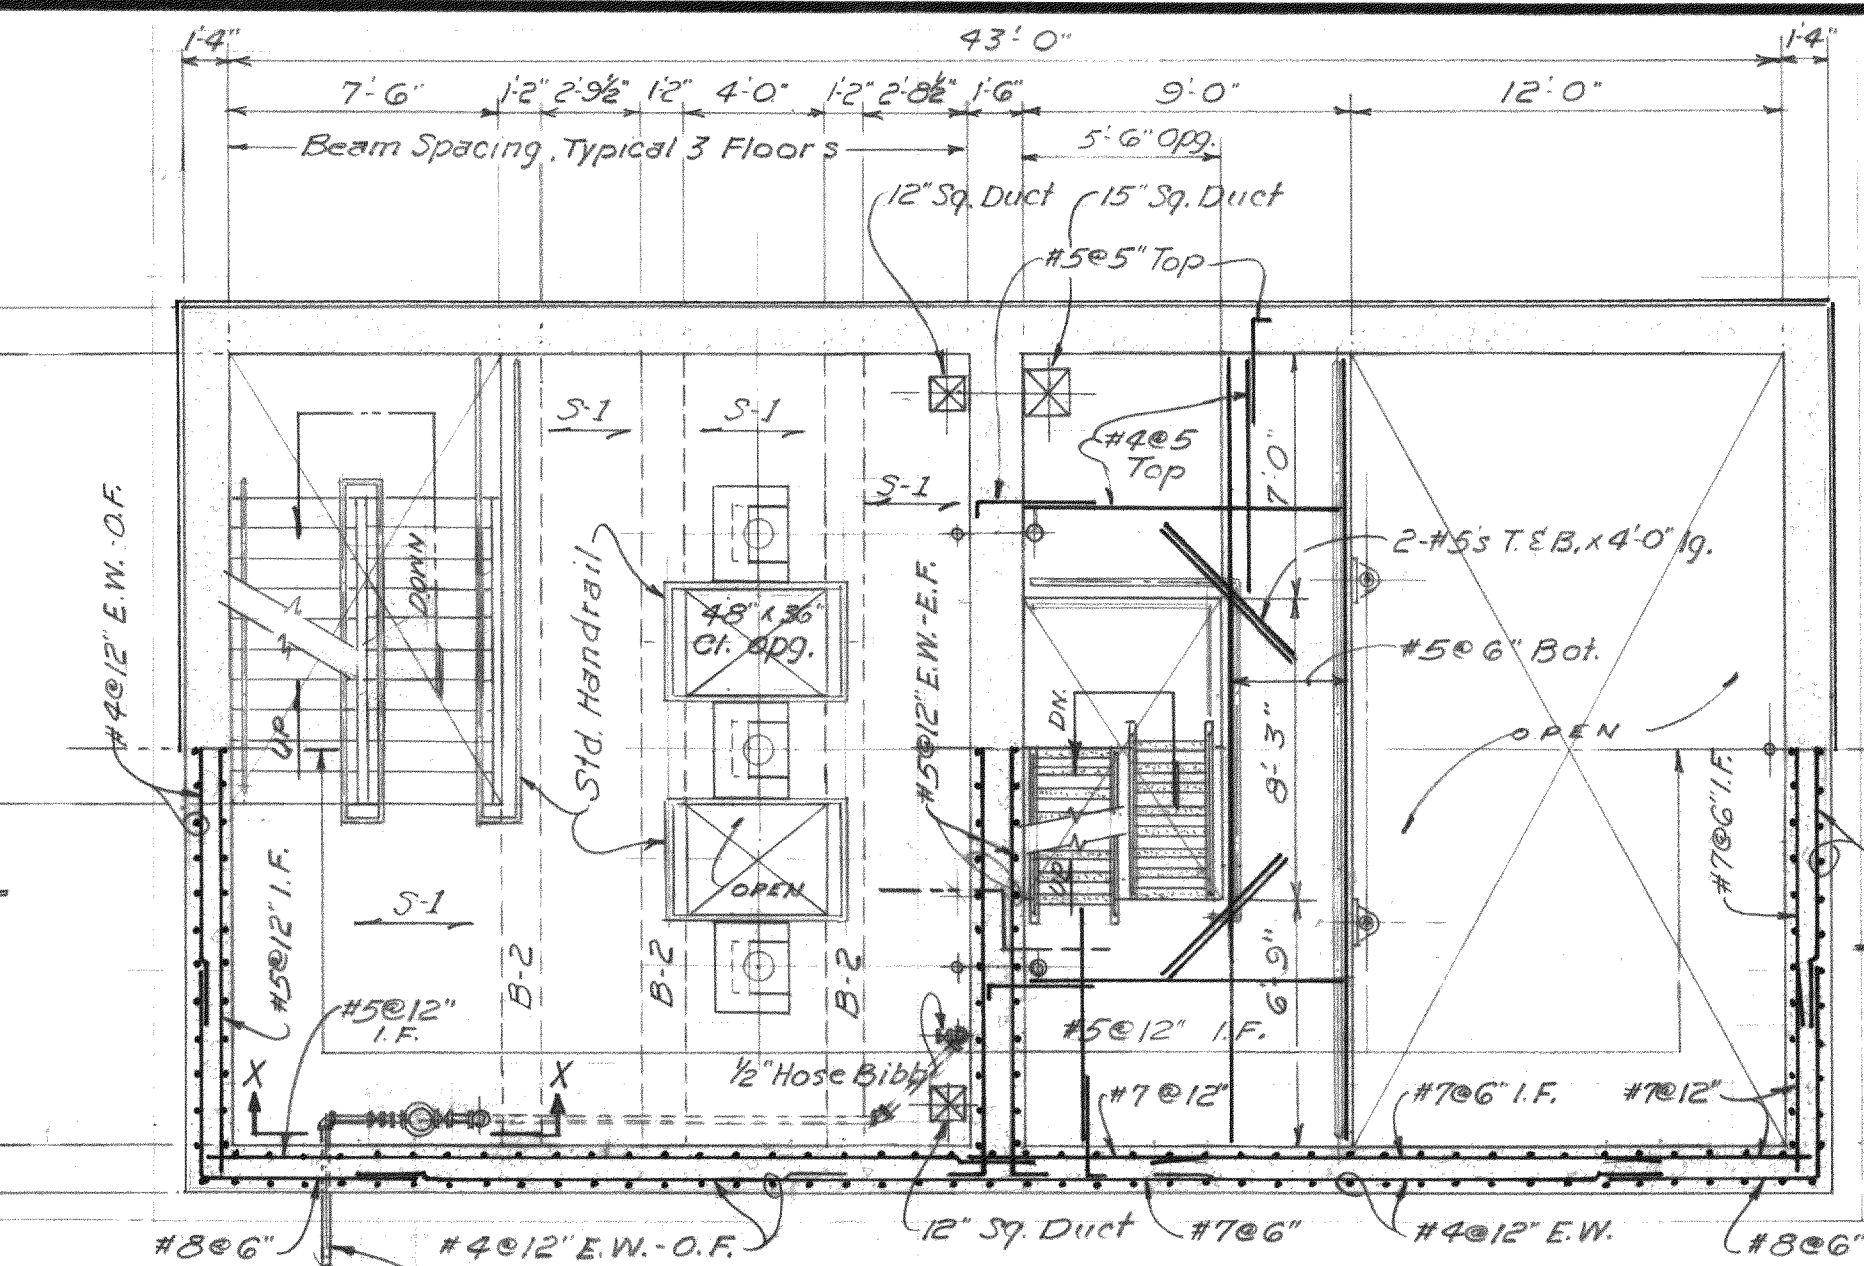 1'-4" 43'-0" 1'-4"
7'-6" 1'-2" 2'-9½" 1'-2" 4'-0" 1'-2" 2'-8½" 1'-6" 9'-0" 12'-0"
Beam Spacing, Typical 3 Floors
5'-6" Opg.
12" Sq. Duct 15" Sq. Duct
#5@5" Top
S-1 S-1
#4@5
Top
7'-0"
S-1
#4@12" E.W.-O.F.
DOWN
Std. Handrail
2-#5's T.&B. x 4'-0" lg.
48" x 36"
Cl. opg.
#5@12" E.W.-E.F.
#5@6" Bot.
UP
DN.
8'-3"
OPEN
#7@6" I.F.
OPEN
UP
S-1
#5@12" I.F.
B-2 B-2 B-2
6'-9"
#5@12"
I.F.
#5@12" I.F.
X X
½" Hose Bibb
#7@12" #7@6" I.F. #7@12"
#8@6" #4@12" E.W.-O.F. 12" Sq. Duct #7@6" #4@12" E.W. #8@6"